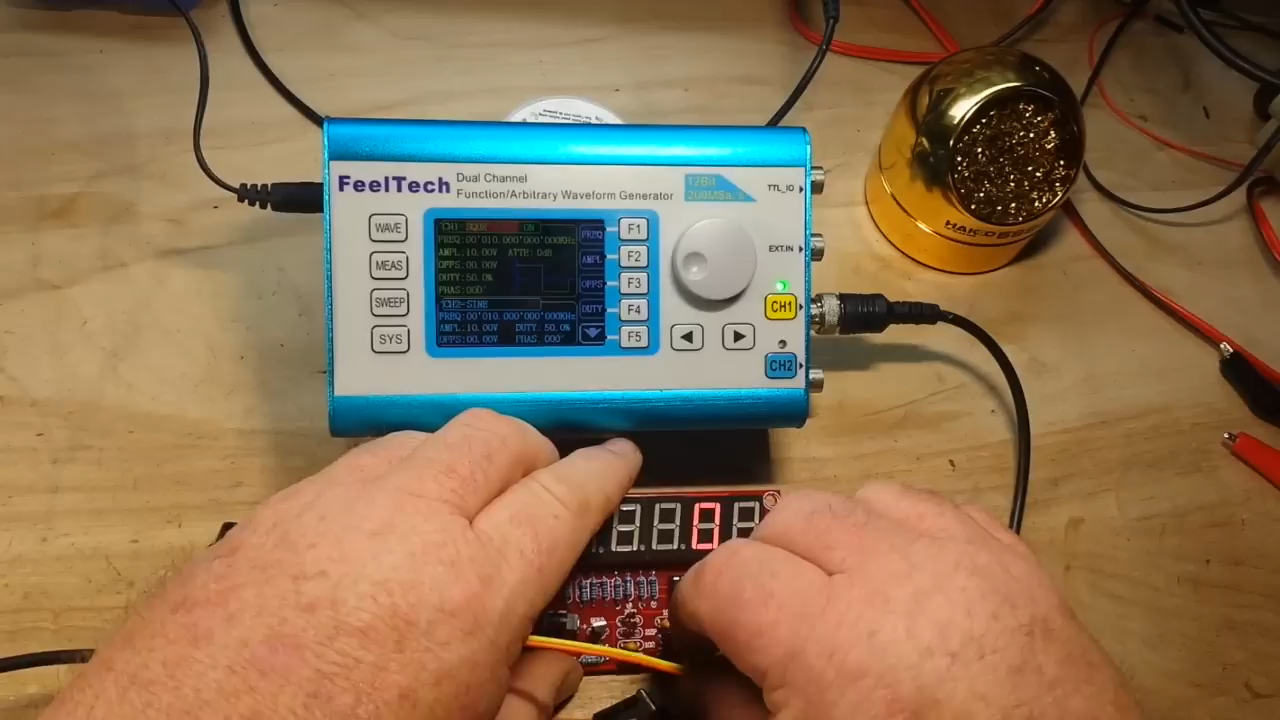 FeelTech
Dual Channel
Function/Arbitrary Waveform Generator
12Bit
200MSa/
TTL_IO
EXT.IN
WAVE
MEAS
SWEEP
SYS
CH1-SQUR ON
FREQ:00'010.000'000'000KHz
AMPL:10.00V ATTE:0dB
OFFS:00.00V
DUTY:50.0%
PHAS:000°
CH2-SINE
FREQ:00'010.000'000'000KHz
AMPL:10.00V DUTY:50.0%
OFFS:00.00V PHAS:000°
FREQ
AMPL
OFFS
DUTY
F1
F2
F3
F4
F5
CH1
CH2
HAKKO
0